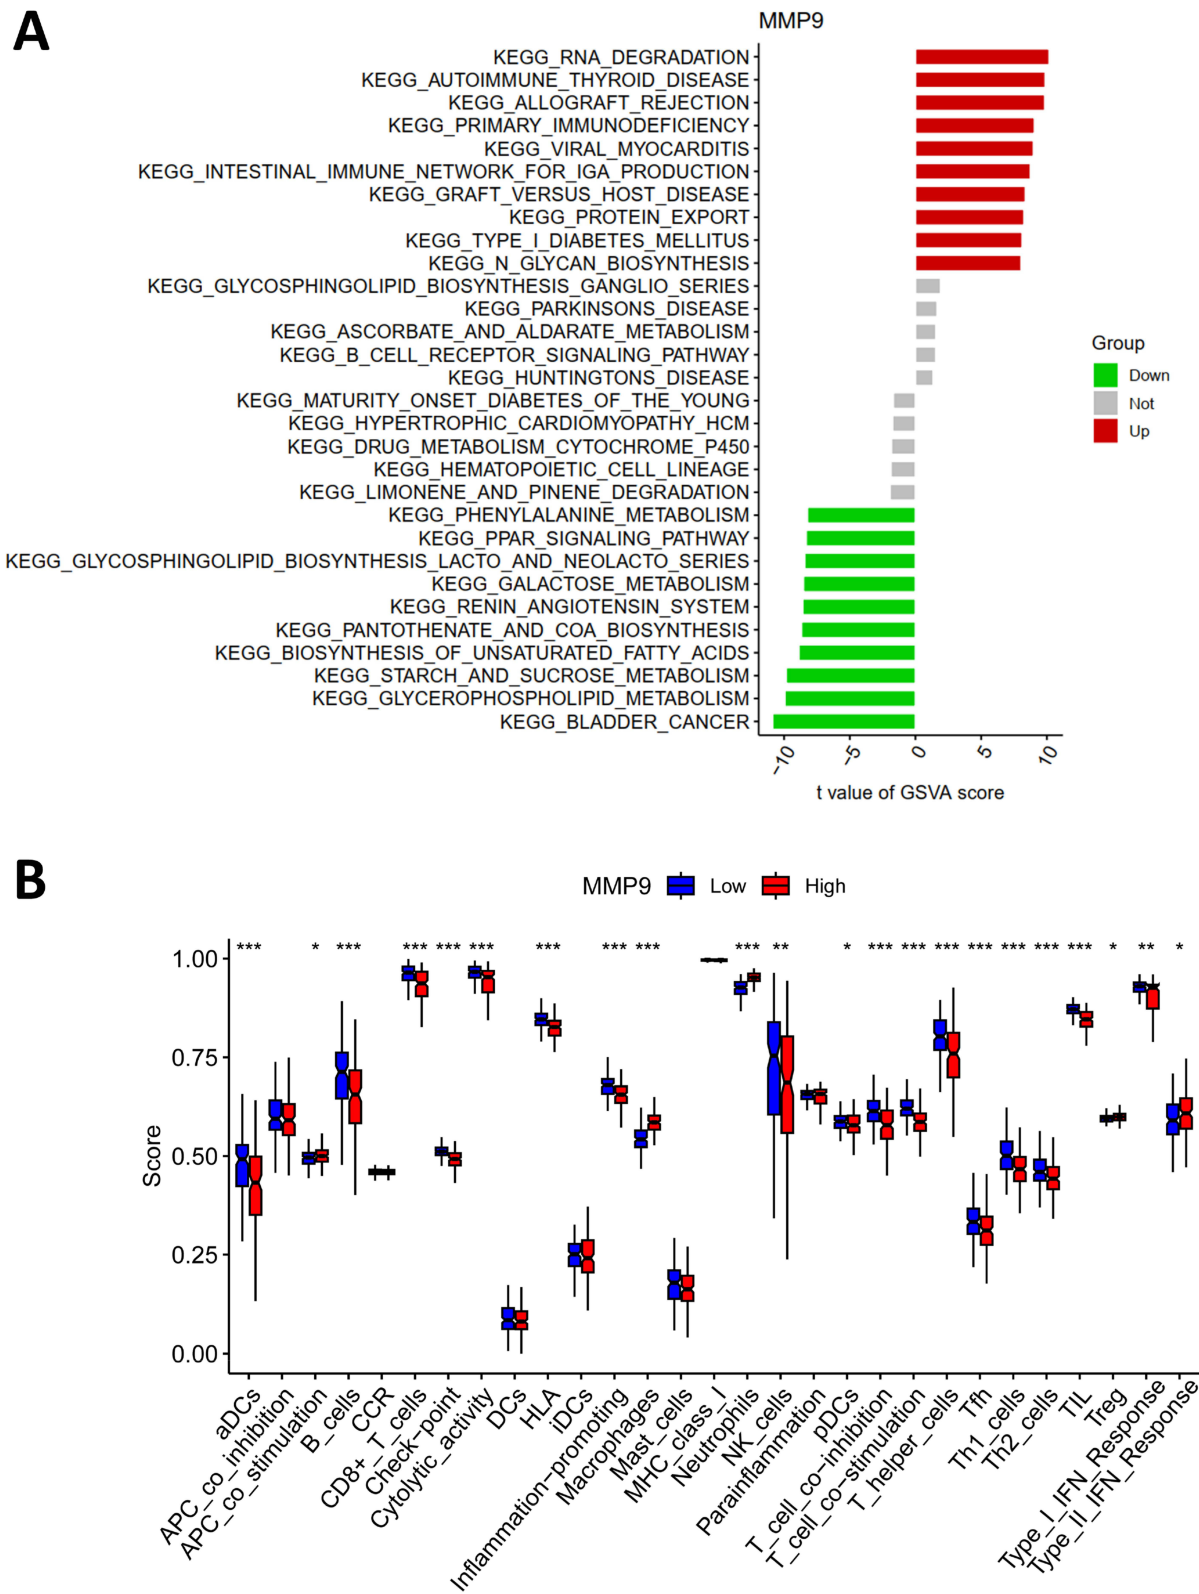 A
MMP9
KEGG_RNA_DEGRADATION
KEGG_AUTOIMMUNE_THYROID_DISEASE
KEGG_ALLOGRAFT_REJECTION
KEGG_PRIMARY_IMMUNODEFICIENCY
KEGG_VIRAL_MYOCARDITIS
KEGG_INTESTINAL_IMMUNE_NETWORK_FOR_IGA_PRODUCTION
KEGG_GRAFT_VERSUS_HOST_DISEASE
KEGG_PROTEIN_EXPORT
KEGG_TYPE_I_DIABETES_MELLITUS
KEGG_N_GLYCAN_BIOSYNTHESIS
KEGG_GLYCOSPHINGOLIPID_BIOSYNTHESIS_GANGLIO_SERIES
KEGG_PARKINSONS_DISEASE
KEGG_ASCORBATE_AND_ALDARATE_METABOLISM
KEGG_B_CELL_RECEPTOR_SIGNALING_PATHWAY
KEGG_HUNTINGTONS_DISEASE
KEGG_MATURITY_ONSET_DIABETES_OF_THE_YOUNG
KEGG_HYPERTROPHIC_CARDIOMYOPATHY_HCM
KEGG_DRUG_METABOLISM_CYTOCHROME_P450
KEGG_HEMATOPOIETIC_CELL_LINEAGE
KEGG_LIMONENE_AND_PINENE_DEGRADATION
KEGG_PHENYLALANINE_METABOLISM
KEGG_PPAR_SIGNALING_PATHWAY
KEGG_GLYCOSPHINGOLIPID_BIOSYNTHESIS_LACTO_AND_NEOLACTO_SERIES
KEGG_GALACTOSE_METABOLISM
KEGG_RENIN_ANGIOTENSIN_SYSTEM
KEGG_PANTOTHENATE_AND_COA_BIOSYNTHESIS
KEGG_BIOSYNTHESIS_OF_UNSATURATED_FATTY_ACIDS
KEGG_STARCH_AND_SUCROSE_METABOLISM
KEGG_GLYCEROPHOSPHOLIPID_METABOLISM
KEGG_BLADDER_CANCER
−10 −5 0 5 10
t value of GSVA score
Group
Down
Not
Up
B
MMP9 Low High
*** * *** *** *** *** *** *** *** *** ** * *** *** *** *** *** *** *** * ** *
1.00
0.75
0.50
0.25
0.00
Score
aDCs
APC_co_inhibition
APC_co_stimulation
B_cells
CCR
CD8+_T_cells
Check−point
Cytolytic_activity
DCs
HLA
iDCs
Inflammation−promoting
Macrophages
Mast_cells
MHC_class_I
Neutrophils
NK_cells
Parainflammation
pDCs
T_cell_co−inhibition
T_cell_co−stimulation
T_helper_cells
Tfh
Th1_cells
Th2_cells
TIL
Treg
Type_I_IFN_Response
Type_II_IFN_Response